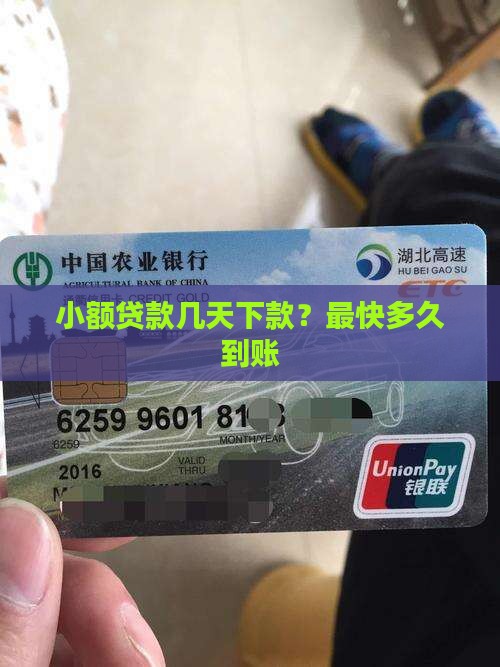 中国农业银行
AGRICULTURAL BANK OF CHINA
湖北高速
HU BEI GAO SU
ETC
CREDIT GOLD
小额贷款几天下款？最快多久
到账
6259 9601 81
6259
MONTH/YEAR
2016
VALID
THRU
UnionPay
银联